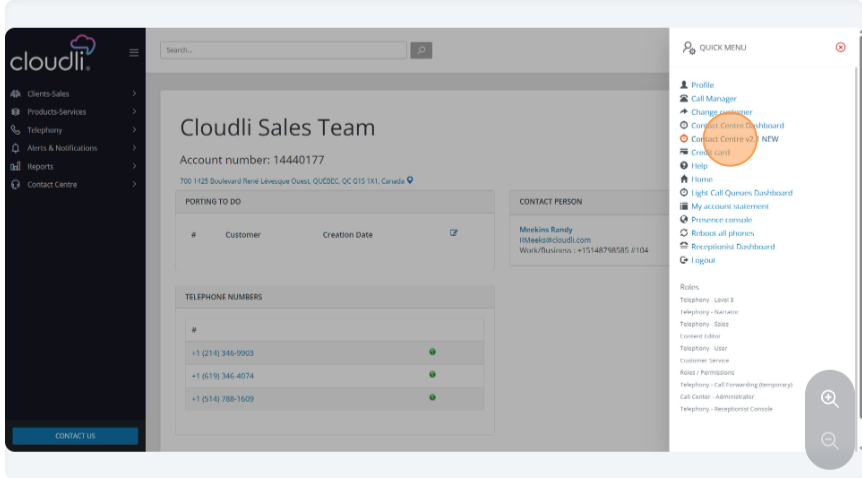 cloudli.
Clients-Sales
Products-Services
Telephony
Alerts & Notifications
Reports
Contact Centre
CONTACT US
Search...
Cloudli Sales Team
Account number: 14440177
700 1425 Boulevard René Lévesque Ouest, QUÉBEC, QC G1S 1X1, Canada
PORTING TO DO
# Customer Creation Date
TELEPHONE NUMBERS
#
+1 (214) 346-9903
+1 (619) 346-4074
+1 (514) 788-1609
CONTACT PERSON
Meekins Randy
RMeeks@cloudli.com
Work/Business : +15148798585 //104
QUICK MENU
Profile
Call Manager
Change customer
Contact Centre Dashboard
Contact Centre v2.1 NEW
Credit card
Help
Home
Light Call Queues Dashboard
My account statement
Presence console
Reboot all phones
Receptionist Dashboard
Logout
Roles
Telephony - Level 3
Telephony - Narrator
Telephony - Sales
Content Editor
Telephony - User
Customer Service
Roles / Permissions
Telephony - Call Forwarding (temporary)
Call Center - Administrator
Telephony - Receptionist Console